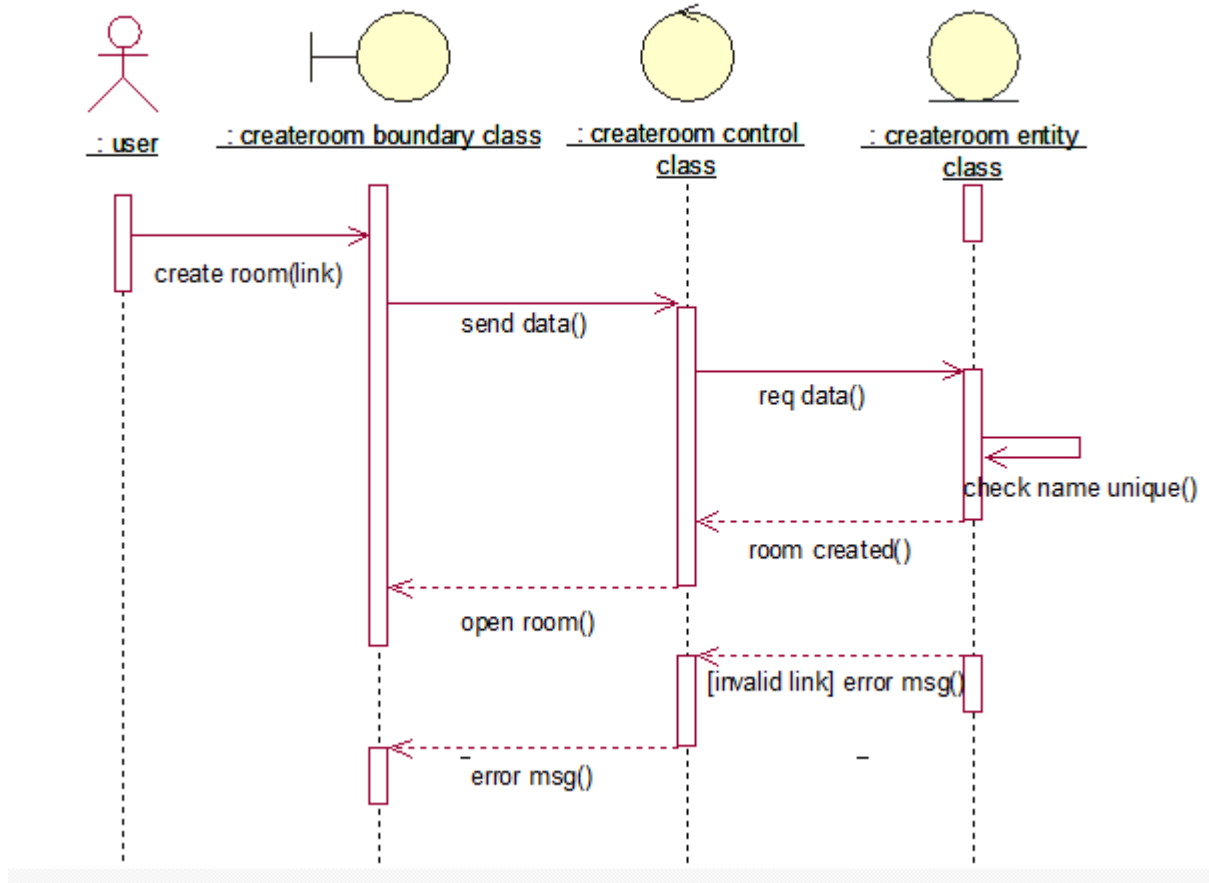 : user
: createroom boundary class
: createroom control
class
: createroom entity
class
create room(link)
send data()
req data()
check name unique()
room created()
open room()
[invalid link] error msg()
error msg()